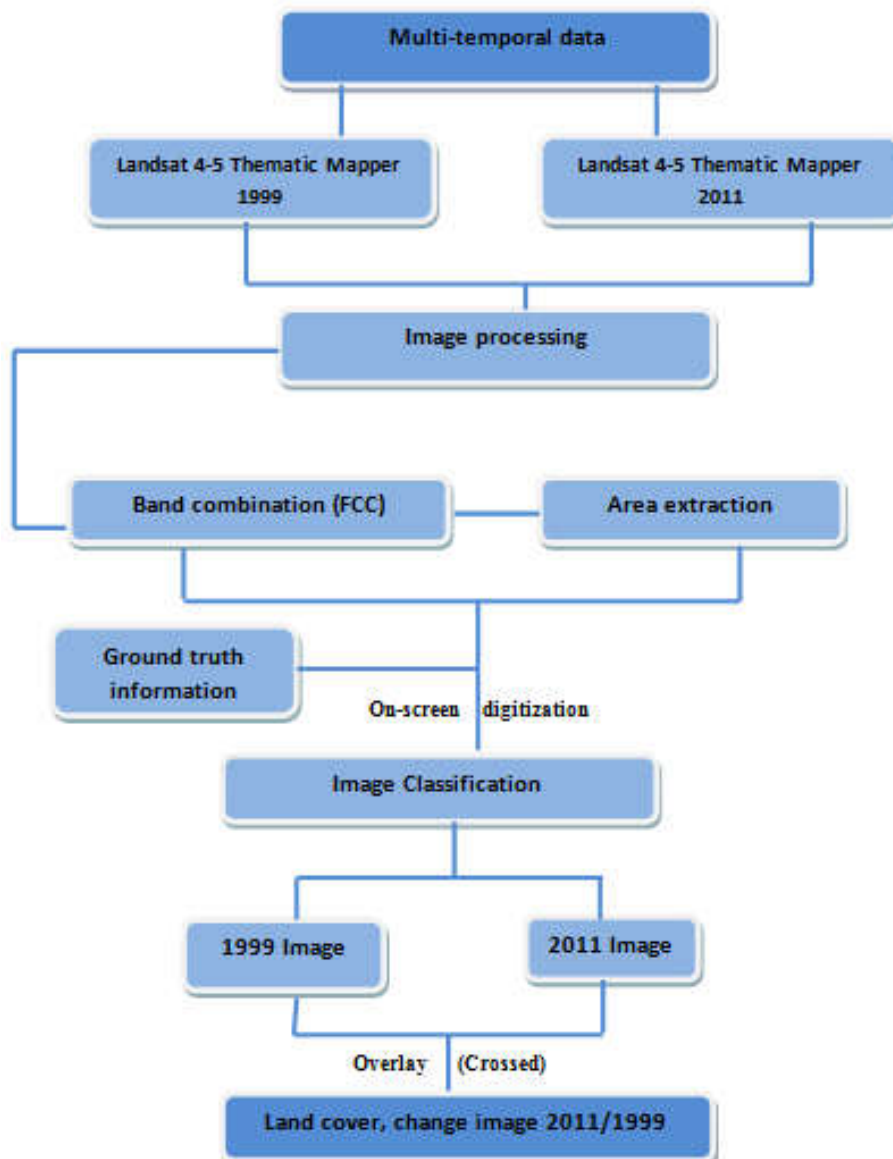 Multi-temporal data
Landsat 4-5 Thematic Mapper
1999
Landsat 4-5 Thematic Mapper
2011
Image processing
Band combination (FCC)
Area extraction
Ground truth
information
On-screen digitization
Image Classification
1999 Image
2011 Image
Overlay (Crossed)
Land cover, change image 2011/1999